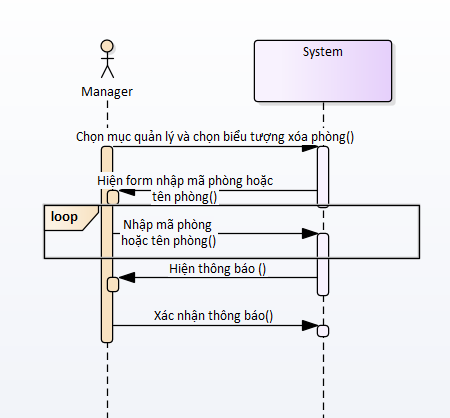 System
Manager
Chọn mục quản lý và chọn biểu tượng xóa phòng()
Hiện form nhập mã phòng hoặc
tên phòng()
loop
Nhập mã phòng
hoặc tên phòng()
Hiện thông báo ()
Xác nhận thông báo()